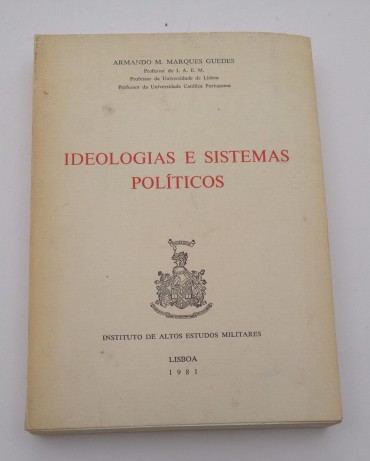 ARMANDO M. MARQUES GUEDES
Professor do I. A. E. M.
Professor da Universidade de Lisboa
Professor da Universidade Católica Portuguesa
IDEOLOGIAS E SISTEMAS
POLÍTICOS
INSTITUTO DE ALTOS ESTUDOS MILITARES
LISBOA
1981